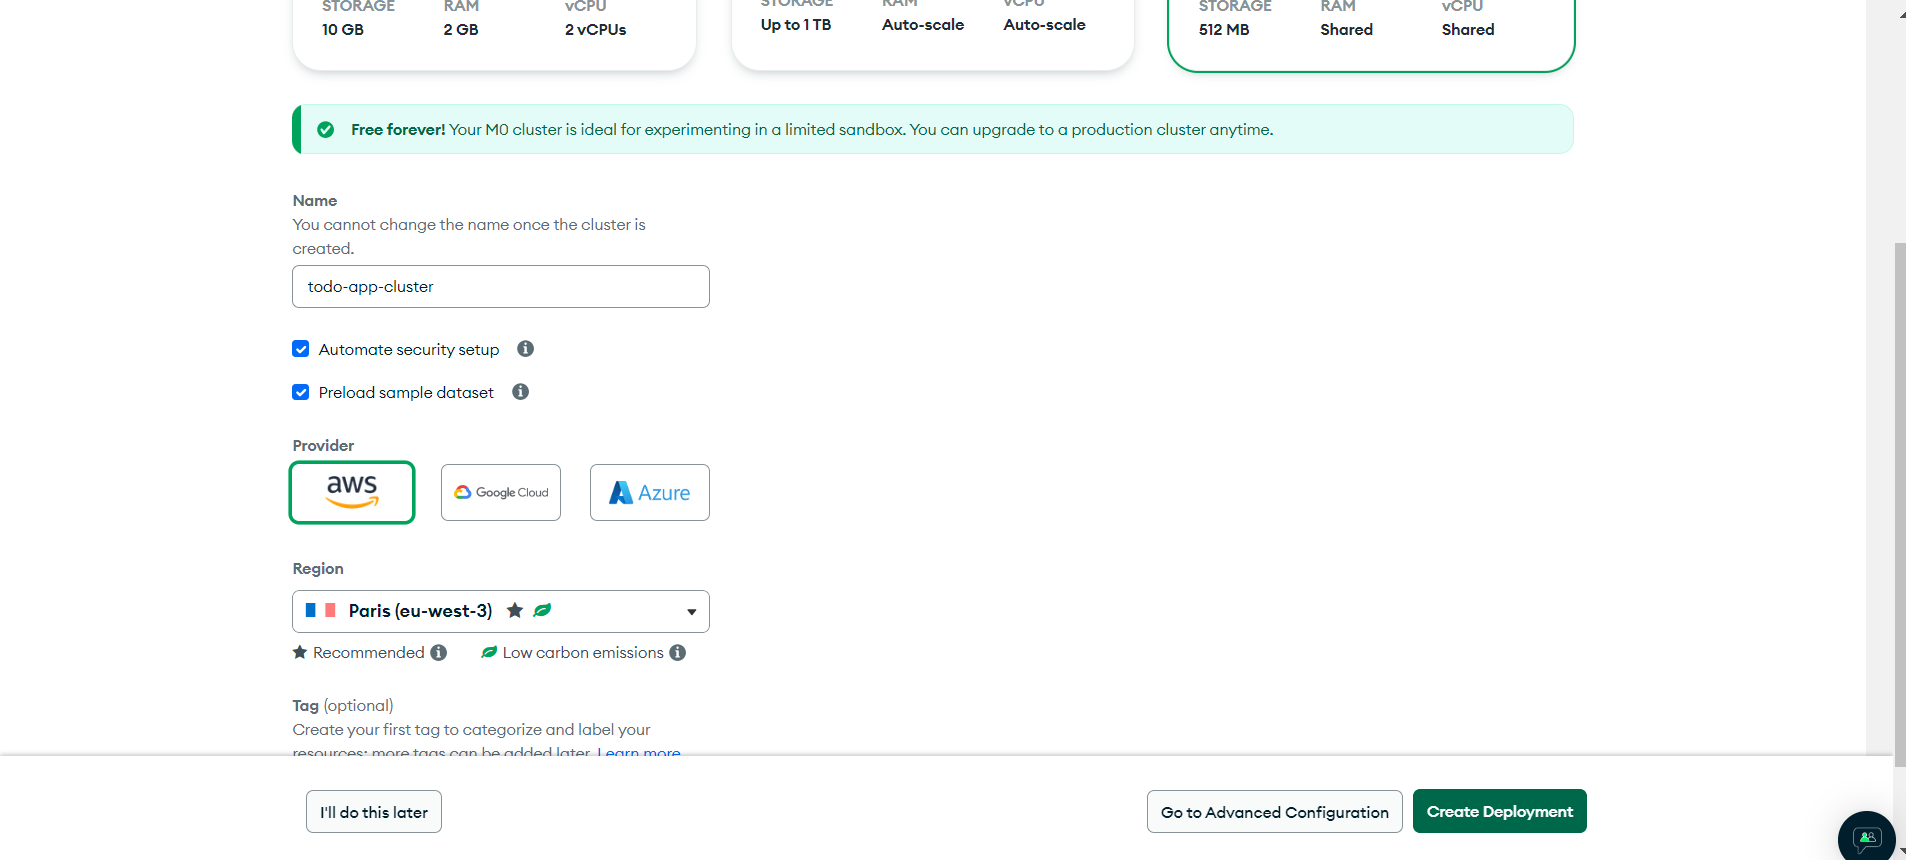 STORAGE RAM vCPU
10 GB 2 GB 2 vCPUs
STORAGE RAM vCPU
Up to 1 TB Auto-scale Auto-scale
STORAGE RAM vCPU
512 MB Shared Shared
Free forever! Your M0 cluster is ideal for experimenting in a limited sandbox. You can upgrade to a production cluster anytime.
Name
You cannot change the name once the cluster is
created.
todo-app-cluster
Automate security setup
Preload sample dataset
Provider
aws Google Cloud Azure
Region
Paris (eu-west-3)
Recommended Low carbon emissions
Tag (optional)
Create your first tag to categorize and label your
resources; more tags can be added later. Learn more
I'll do this later Go to Advanced Configuration Create Deployment